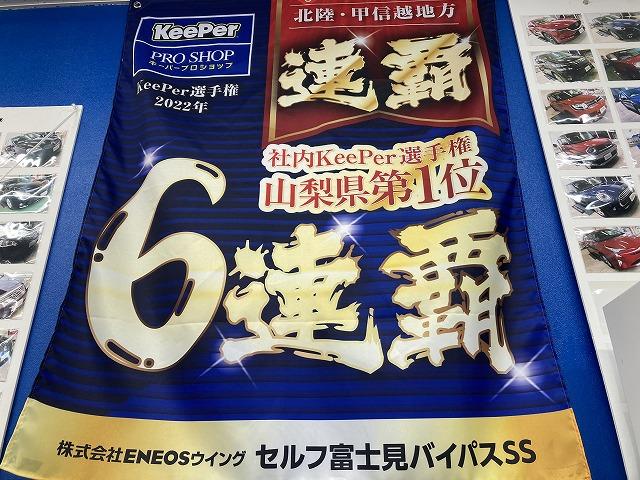 KeePer
PRO SHOP
キーパープロショップ
KeePer選手権
2022年
北陸・甲信越地方
連覇
社内KeePer選手権
山梨県第1位
6連覇
株式会社ENEOSウイング セルフ富士見バイパスSS